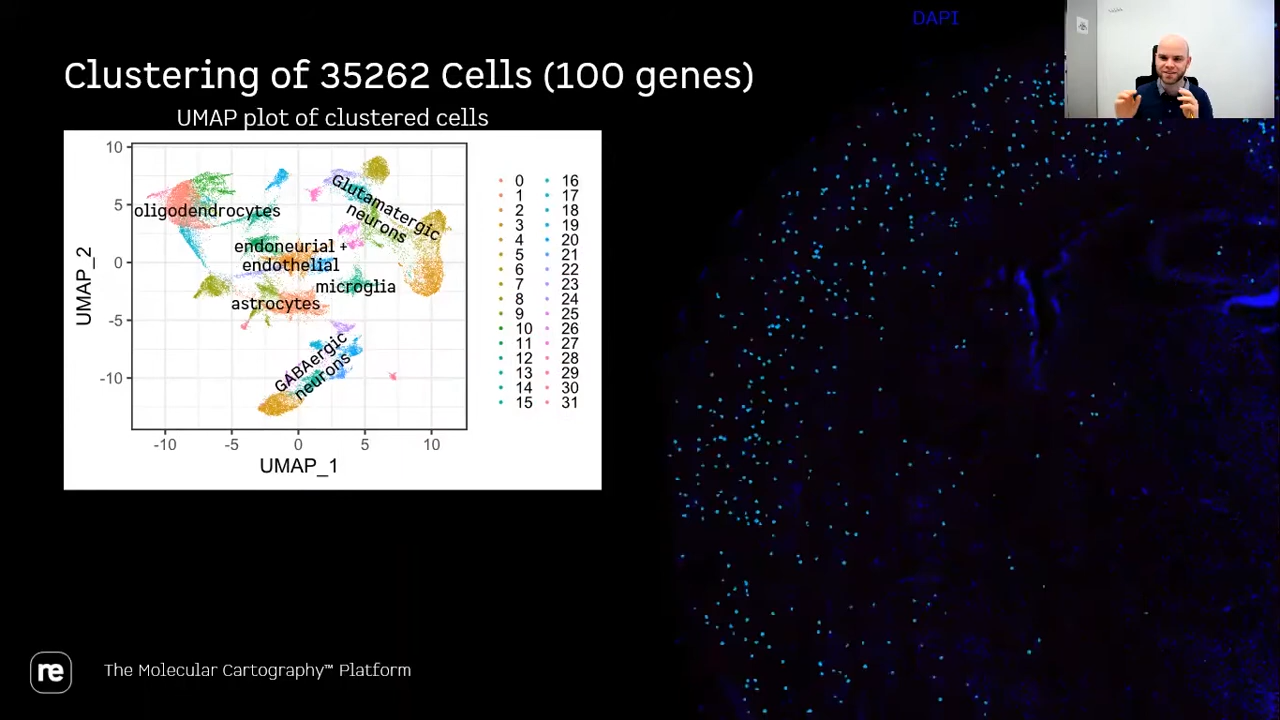 DAPI
Clustering of 35262 Cells (100 genes)
UMAP plot of clustered cells
10
5
0
-5
-10
UMAP_2
-10
-5
0
5
10
UMAP_1
oligodendrocytes
Glutamatergic
neurons
endoneurial +
endothelial
microglia
astrocytes
GABAergic
neurons
0
1
2
3
4
5
6
7
8
9
10
11
12
13
14
15
16
17
18
19
20
21
22
23
24
25
26
27
28
29
30
31
re
The Molecular Cartography™ Platform